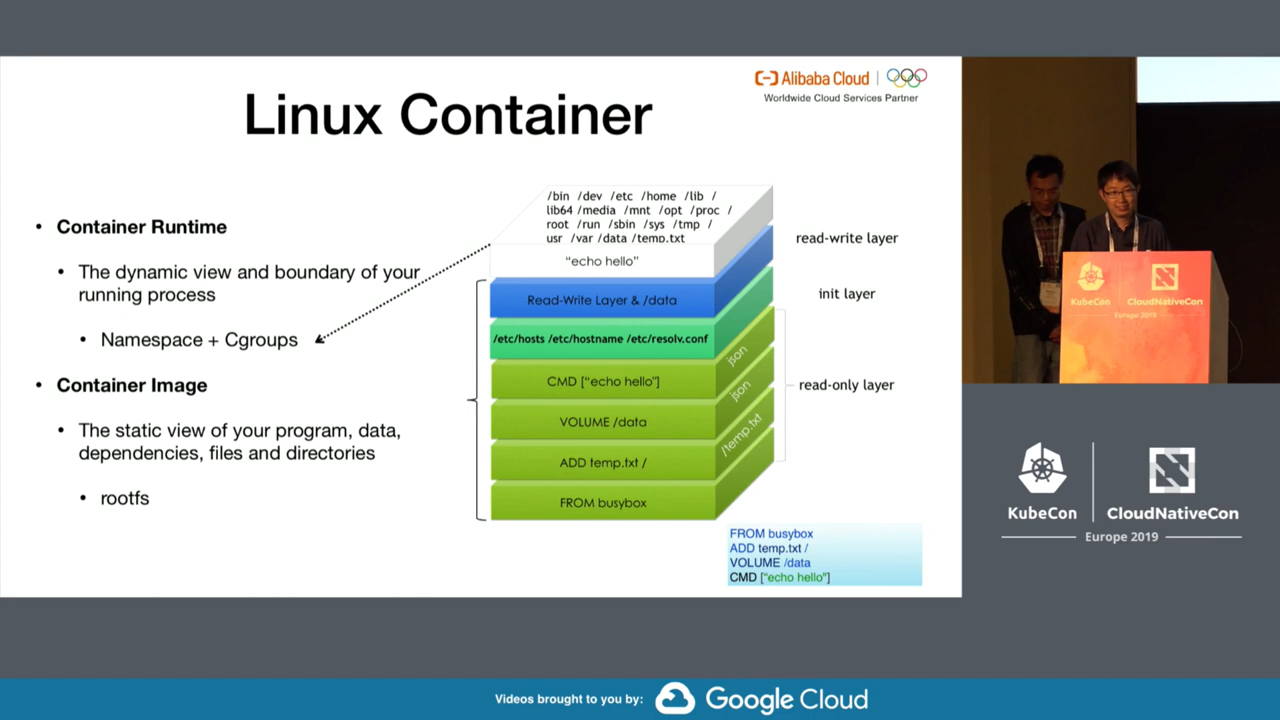 Alibaba Cloud
Worldwide Cloud Services Partner
Linux Container
• Container Runtime
• The dynamic view and boundary of your
running process
• Namespace + Cgroups
• Container Image
• The static view of your program, data,
dependencies, files and directories
• rootfs
/bin /dev /etc /home /lib /
lib64 /media /mnt /opt /proc /
root /run /sbin /sys /tmp /
usr /var /data /temp.txt
“echo hello”
Read-Write Layer & /data
/etc/hosts /etc/hostname /etc/resolv.conf
CMD [“echo hello”]
VOLUME /data
ADD temp.txt /
FROM busybox
json
json
/temp.txt
read-write layer
init layer
read-only layer
FROM busybox
ADD temp.txt /
VOLUME /data
CMD [“echo hello”]
KubeCon
CloudNativeCon
Europe 2019
KubeCon
CloudNativeCon
Europe 2019
Videos brought to you by:
Google Cloud